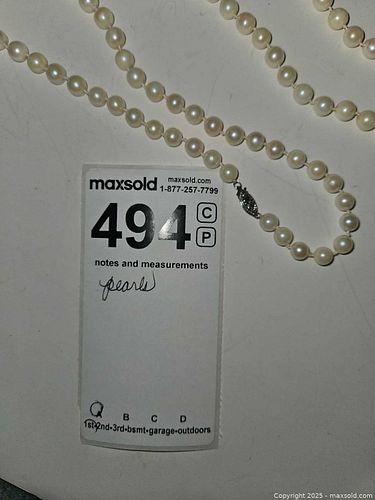 maxsold maxsold.com
1-877-257-7799
494 C
P
notes and measurements
pearls
A B C D
1st•2nd•3rd•bsmt•garage•outdoors
Copyright 2025 - maxsold.com